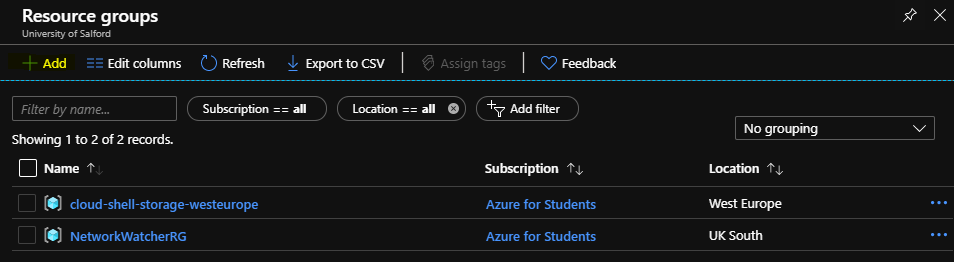 Resource groups
University of Salford
Add Edit columns Refresh Export to CSV Assign tags Feedback
Filter by name... Subscription == all Location == all Add filter
No grouping
Showing 1 to 2 of 2 records.
Name Subscription Location
cloud-shell-storage-westeurope Azure for Students West Europe
NetworkWatcherRG Azure for Students UK South